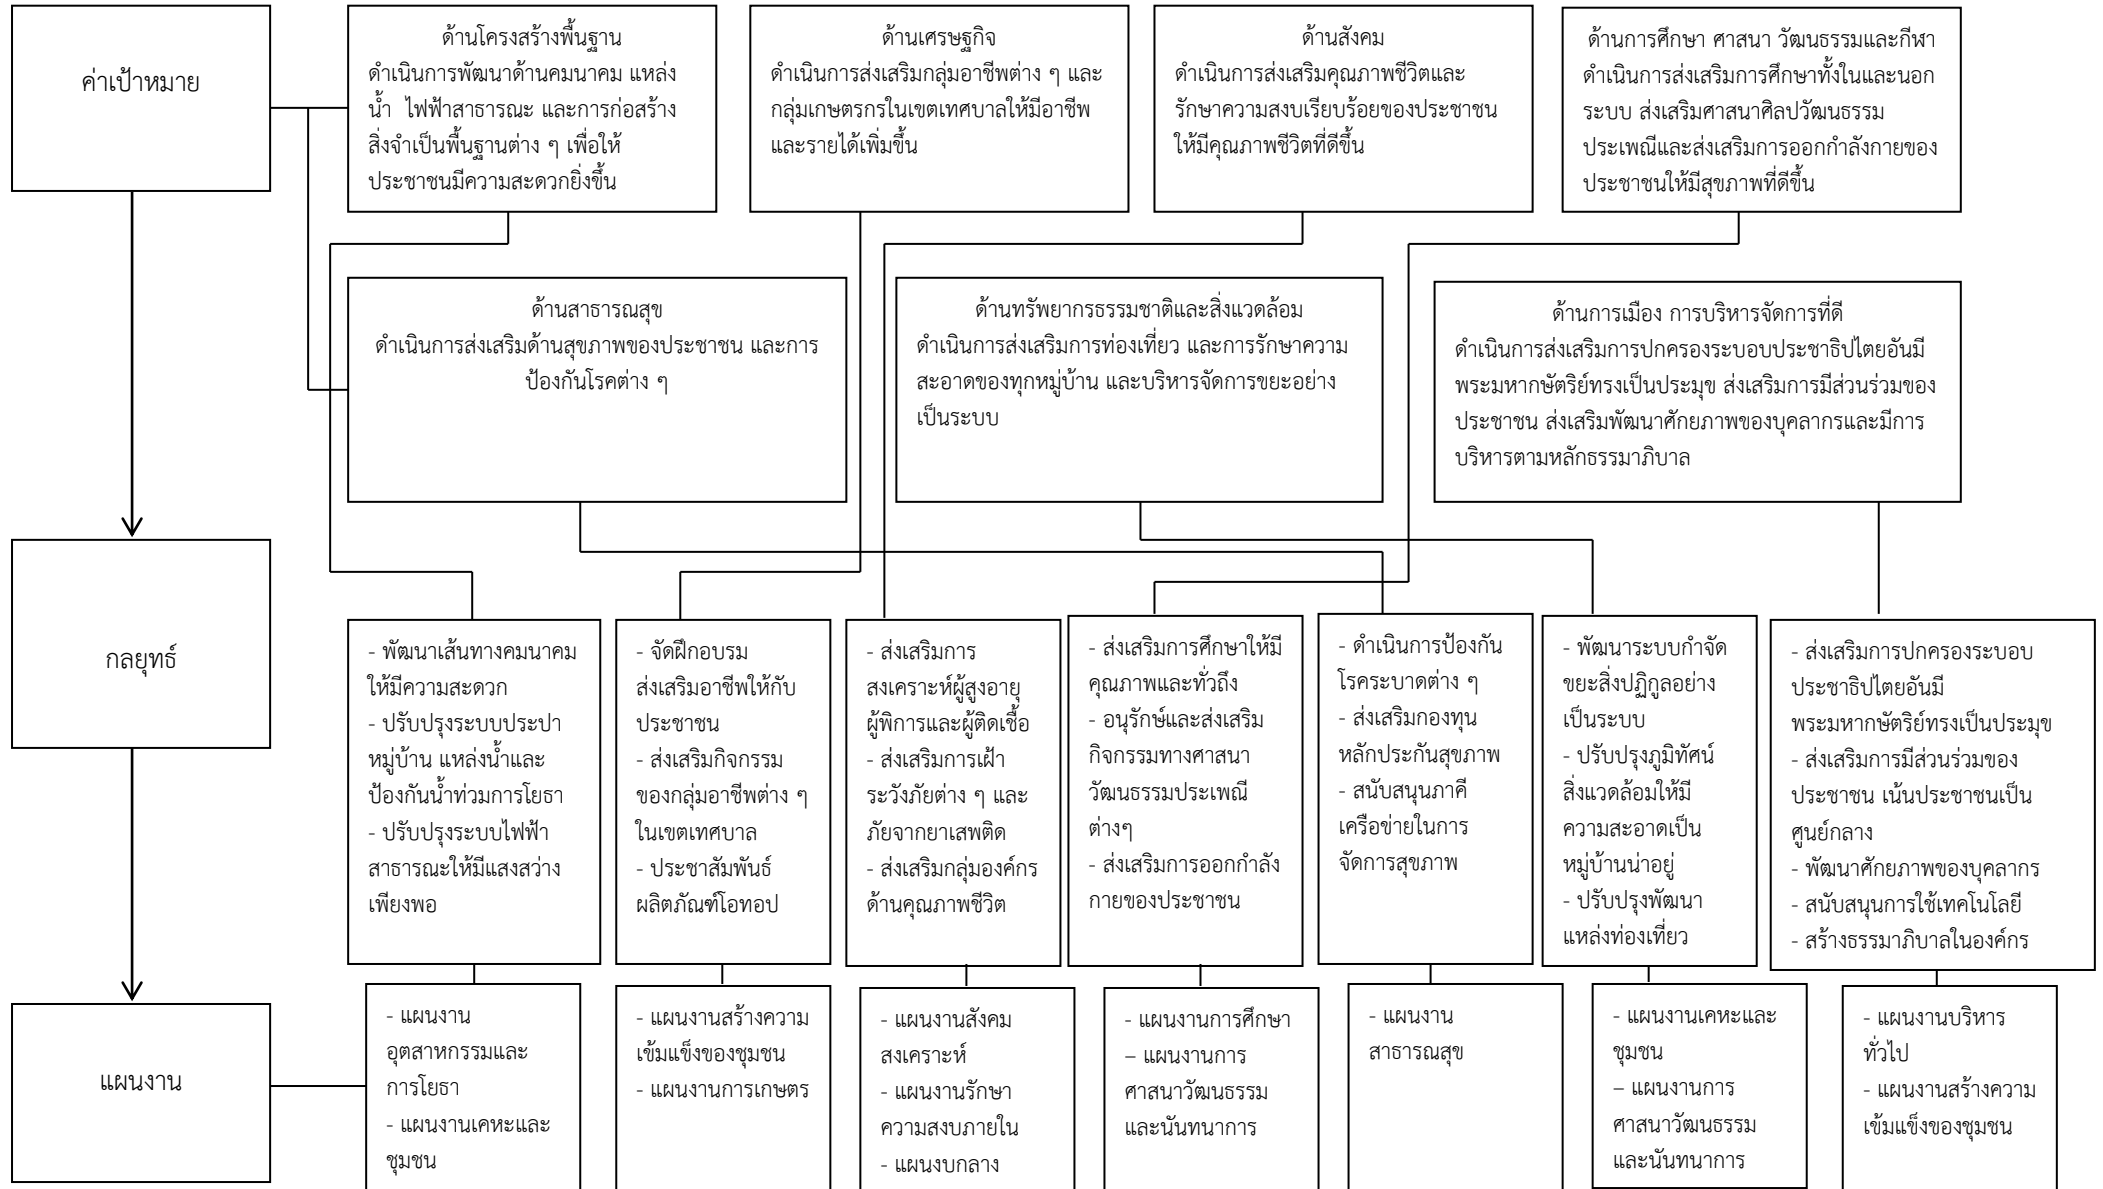 ค่าเป้าหมาย
ด้านโครงสร้างพื้นฐาน
ดำเนินการพัฒนาด้านคมนาคม แหล่ง
น้ำ  ไฟฟ้าสาธารณะ และการก่อสร้าง
สิ่งจำเป็นพื้นฐานต่าง ๆ เพื่อให้
ประชาชนมีความสะดวกยิ่งขึ้น
ด้านเศรษฐกิจ
ดำเนินการส่งเสริมกลุ่มอาชีพต่าง ๆ และ
กลุ่มเกษตรกรในเขตเทศบาลให้มีอาชีพ
และรายได้เพิ่มขึ้น
ด้านสังคม
ดำเนินการส่งเสริมคุณภาพชีวิตและ
รักษาความสงบเรียบร้อยของประชาชน
ให้มีคุณภาพชีวิตที่ดีขึ้น
ด้านการศึกษา ศาสนา วัฒนธรรมและกีฬา
ดำเนินการส่งเสริมการศึกษาทั้งในและนอก
ระบบ ส่งเสริมศาสนาศิลปวัฒนธรรม
ประเพณีและส่งเสริมการออกกำลังกายของ
ประชาชนให้มีสุขภาพที่ดีขึ้น
ด้านสาธารณสุข
ดำเนินการส่งเสริมด้านสุขภาพของประชาชน และการ
ป้องกันโรคต่าง ๆ
ด้านทรัพยากรธรรมชาติและสิ่งแวดล้อม
ดำเนินการส่งเสริมการท่องเที่ยว และการรักษาความ
สะอาดของทุกหมู่บ้าน และบริหารจัดการขยะอย่าง
เป็นระบบ
ด้านการเมือง การบริหารจัดการที่ดี
ดำเนินการส่งเสริมการปกครองระบอบประชาธิปไตยอันมี
พระมหากษัตริย์ทรงเป็นประมุข ส่งเสริมการมีส่วนร่วมของ
ประชาชน ส่งเสริมพัฒนาศักยภาพของบุคลากรและมีการ
บริหารตามหลักธรรมาภิบาล
กลยุทธ์
- พัฒนาเส้นทางคมนาคม
ให้มีความสะดวก
- ปรับปรุงระบบประปา
หมู่บ้าน แหล่งน้ำและ
ป้องกันน้ำท่วมการโยธา
- ปรับปรุงระบบไฟฟ้า
สาธารณะให้มีแสงสว่าง
เพียงพอ
- จัดฝึกอบรม
ส่งเสริมอาชีพให้กับ
ประชาชน
- ส่งเสริมกิจกรรม
ของกลุ่มอาชีพต่าง ๆ
ในเขตเทศบาล
- ประชาสัมพันธ์
ผลิตภัณฑ์โอทอป
- ส่งเสริมการ
สงเคราะห์ผู้สูงอายุ
ผู้พิการและผู้ติดเชื้อ
- ส่งเสริมการเฝ้า
ระวังภัยต่าง ๆ และ
ภัยจากยาเสพติด
- ส่งเสริมกลุ่มองค์กร
ด้านคุณภาพชีวิต
- ส่งเสริมการศึกษาให้มี
คุณภาพและทั่วถึง
- อนุรักษ์และส่งเสริม
กิจกรรมทางศาสนา
วัฒนธรรมประเพณี
ต่างๆ
- ส่งเสริมการออกกำลัง
กายของประชาชน
- ดำเนินการป้องกัน
โรคระบาดต่าง ๆ
- ส่งเสริมกองทุน
หลักประกันสุขภาพ
- สนับสนุนภาคี
เครือข่ายในการ
จัดการสุขภาพ
- พัฒนาระบบกำจัด
ขยะสิ่งปฏิกูลอย่าง
เป็นระบบ
- ปรับปรุงภูมิทัศน์
สิ่งแวดล้อมให้มี
ความสะอาดเป็น
หมู่บ้านน่าอยู่
- ปรับปรุงพัฒนา
แหล่งท่องเที่ยว
- ส่งเสริมการปกครองระบอบ
ประชาธิปไตยอันมี
พระมหากษัตริย์ทรงเป็นประมุข
- ส่งเสริมการมีส่วนร่วมของ
ประชาชน เน้นประชาชนเป็น
ศูนย์กลาง
- พัฒนาศักยภาพของบุคลากร
- สนับสนุนการใช้เทคโนโลยี
- สร้างธรรมาภิบาลในองค์กร
แผนงาน
- แผนงาน
อุตสาหกรรมและ
การโยธา
- แผนงานเคหะและ
ชุมชน
- แผนงานสร้างความ
เข้มแข็งของชุมชน
- แผนงานการเกษตร
- แผนงานสังคม
สงเคราะห์
- แผนงานรักษา
ความสงบภายใน
- แผนงบกลาง
- แผนงานการศึกษา
– แผนงานการ
ศาสนาวัฒนธรรม
และนันทนาการ
- แผนงาน
สาธารณสุข
- แผนงานเคหะและ
ชุมชน
– แผนงานการ
ศาสนาวัฒนธรรม
และนันทนาการ
- แผนงานบริหาร
ทั่วไป
- แผนงานสร้างความ
เข้มแข็งของชุมชน